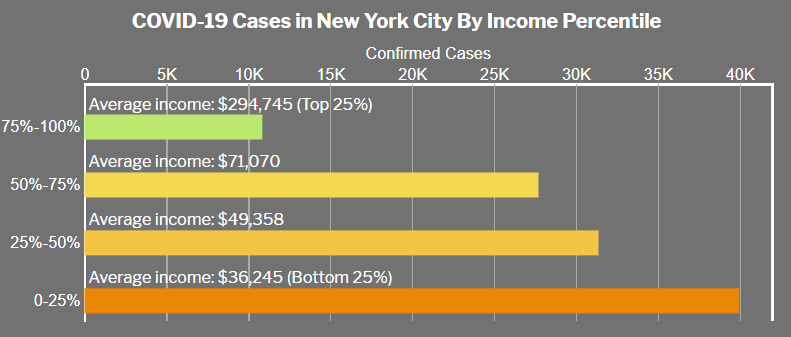 COVID-19 Cases in New York City By Income Percentile
Confirmed Cases
0 5K 10K 15K 20K 25K 30K 35K 40K
Average income: $294,745 (Top 25%)
75%-100%
Average income: $71,070
50%-75%
Average income: $49,358
25%-50%
Average income: $36,245 (Bottom 25%)
0-25%